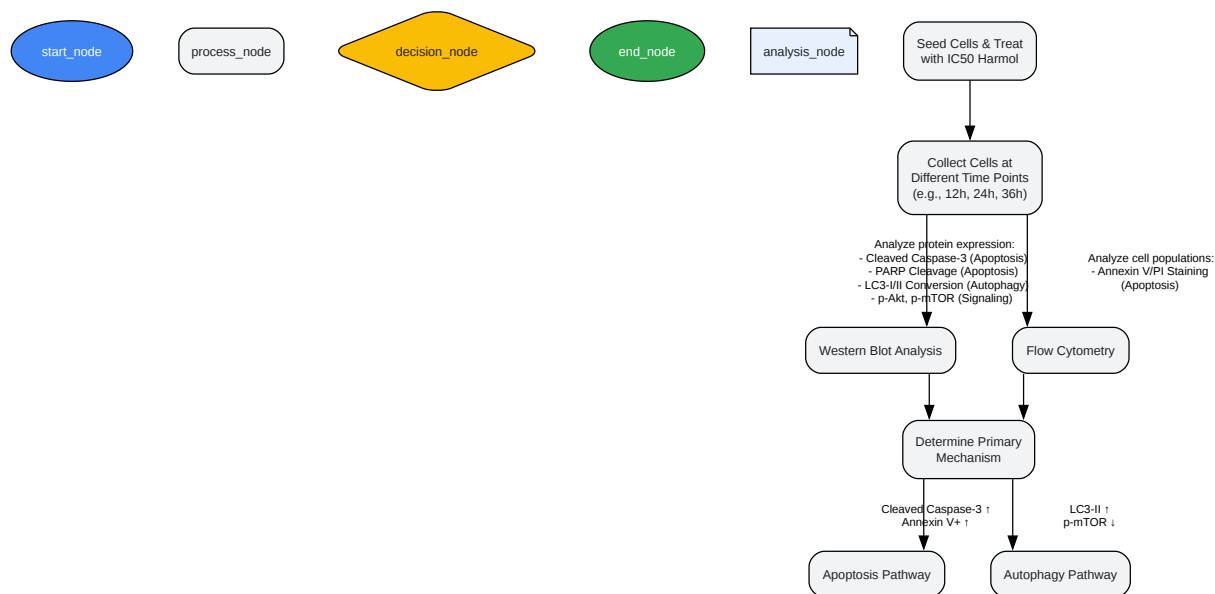 start_node
process_node
decision_node
end_node
analysis_node
Seed Cells & Treat
with IC50 Harmol
Collect Cells at
Different Time Points
(e.g., 12h, 24h, 36h)
Analyze protein expression:
- Cleaved Caspase-3 (Apoptosis)
- PARP Cleavage (Apoptosis)
- LC3-I/II Conversion (Autophagy)
- p-Akt, p-mTOR (Signaling)
Analyze cell populations:
- Annexin V/PI Staining
(Apoptosis)
Western Blot Analysis
Flow Cytometry
Determine Primary
Mechanism
Cleaved Caspase-3 ↑
Annexin V+ ↑
LC3-II ↑
p-mTOR ↓
Apoptosis Pathway
Autophagy Pathway